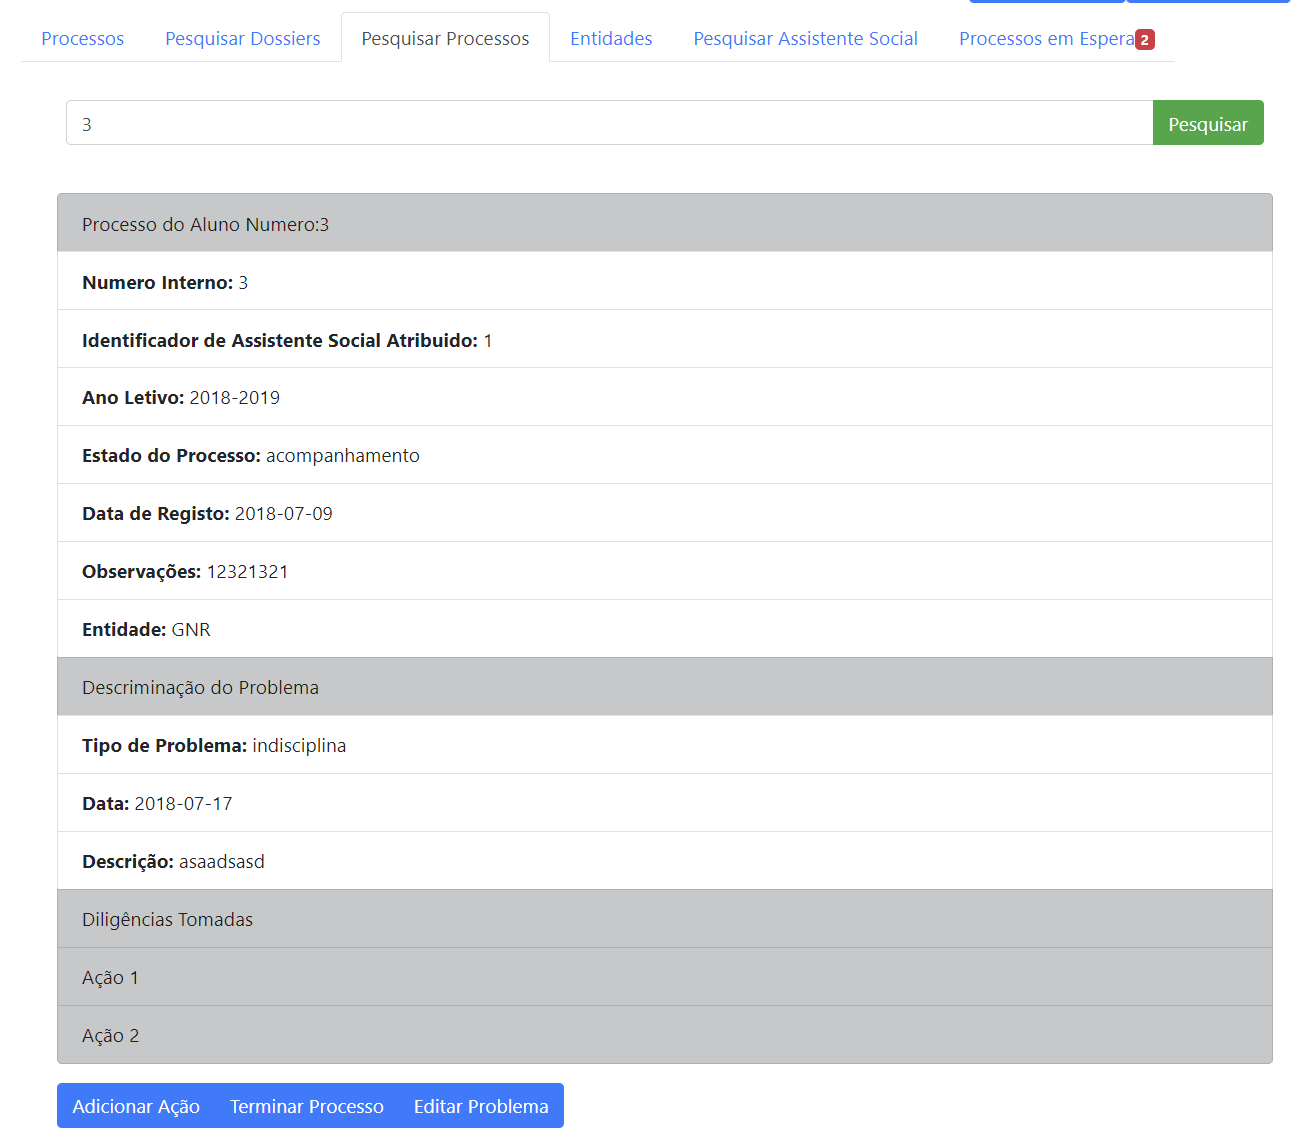 Processos Pesquisar Dossiers Pesquisar Processos Entidades Pesquisar Assistente Social Processos em Espera 2
3 Pesquisar
Processo do Aluno Numero:3
Numero Interno: 3
Identificador de Assistente Social Atribuido: 1
Ano Letivo: 2018-2019
Estado do Processo: acompanhamento
Data de Registo: 2018-07-09
Observações: 12321321
Entidade: GNR
Descriminação do Problema
Tipo de Problema: indisciplina
Data: 2018-07-17
Descrição: asaadsasd
Diligências Tomadas
Ação 1
Ação 2
Adicionar Ação Terminar Processo Editar Problema